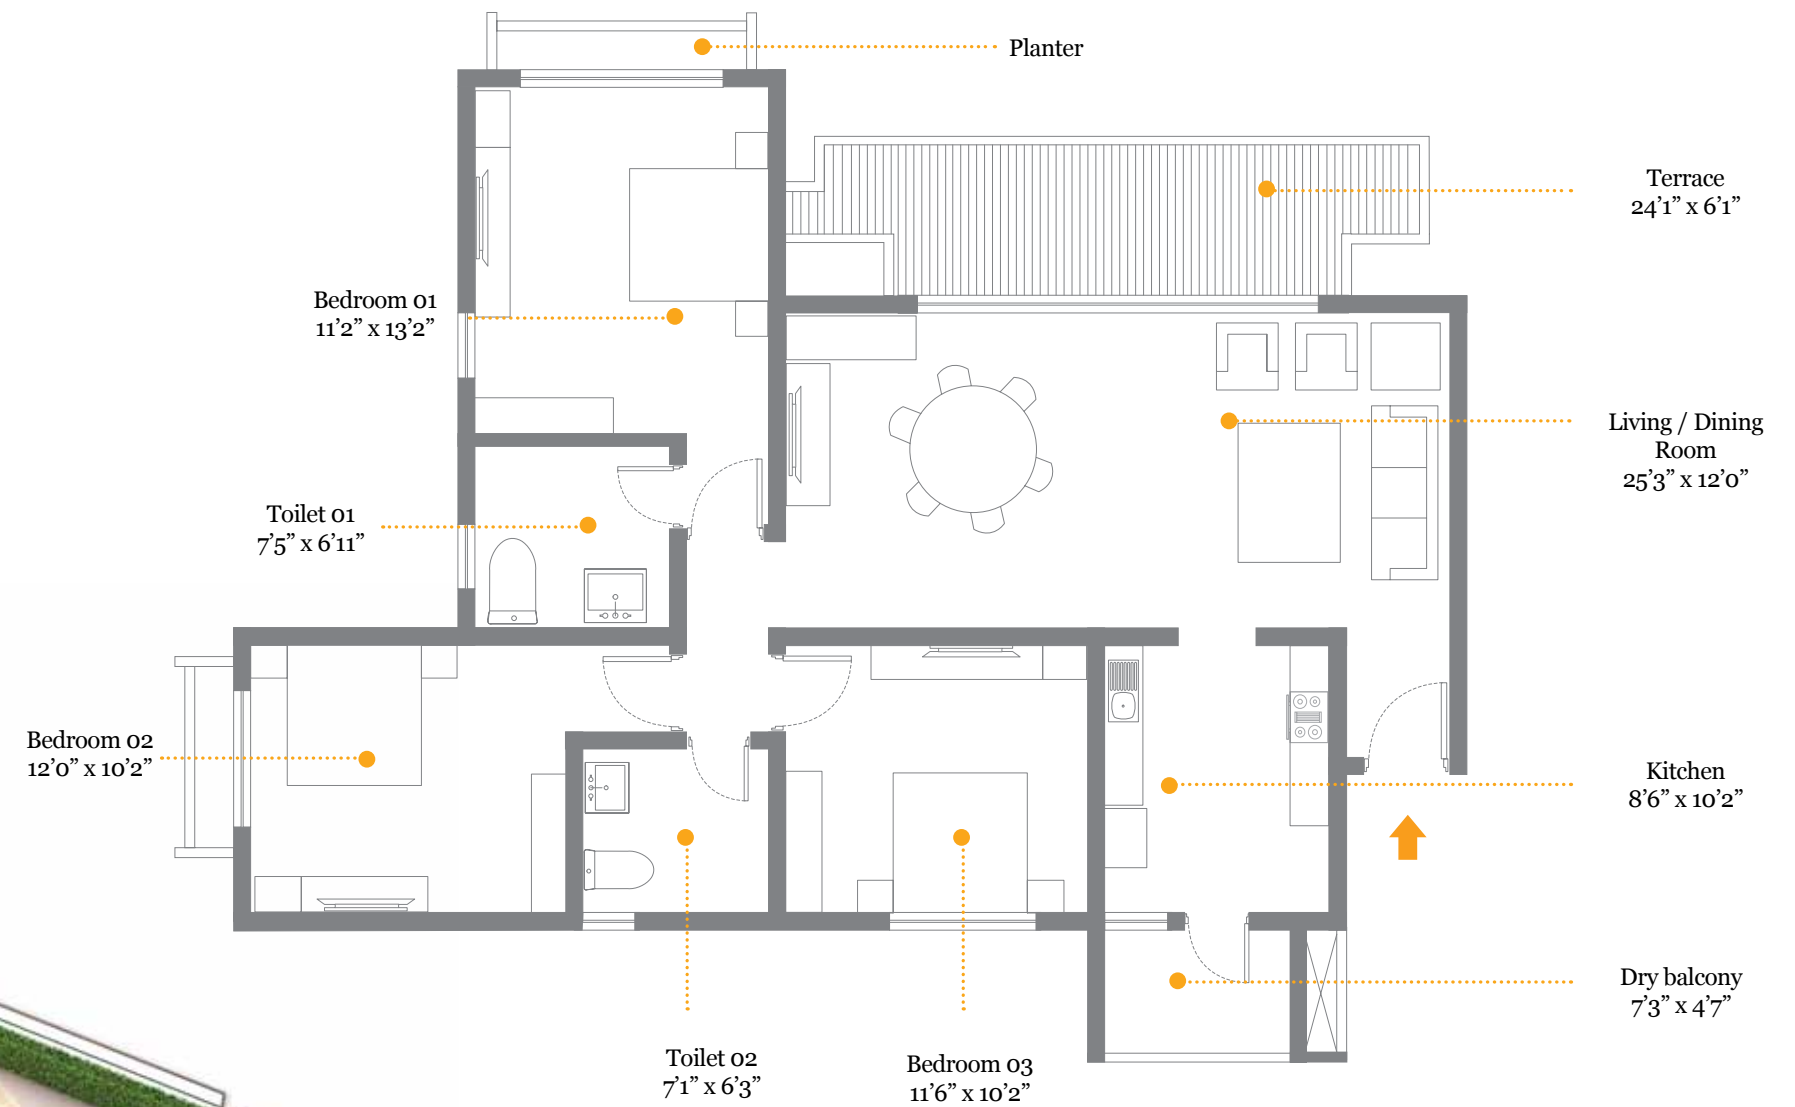 Planter
Terrace
24’1” x 6’1”
Bedroom 01
11’2” x 13’2”
Living / Dining
Room
25’3” x 12’0”
Toilet 01
7’5” x 6’11”
Bedroom 02
12’0” x 10’2”
Kitchen
8’6” x 10’2”
Dry balcony
7’3” x 4’7”
Toilet 02
7’1” x 6’3”
Bedroom 03
11’6” x 10’2”